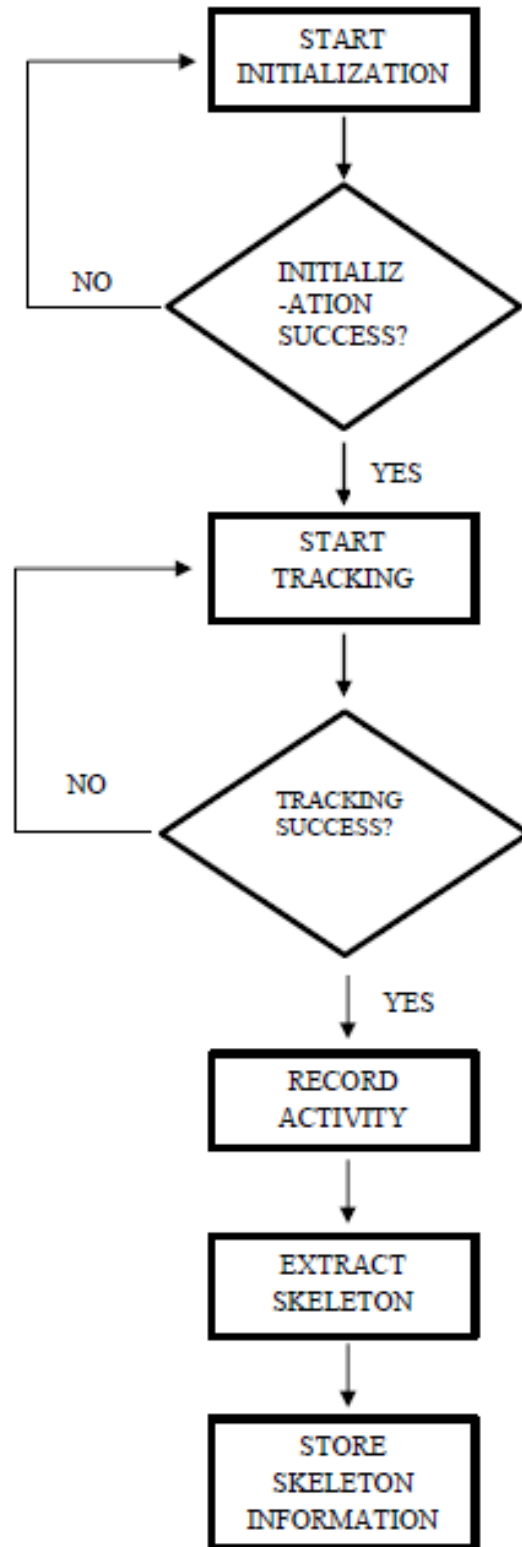 START
INITIALIZATION
INITIALIZ
-ATION
SUCCESS?
NO
YES
START
TRACKING
TRACKING
SUCCESS?
NO
YES
RECORD
ACTIVITY
EXTRACT
SKELETON
STORE
SKELETON
INFORMATION